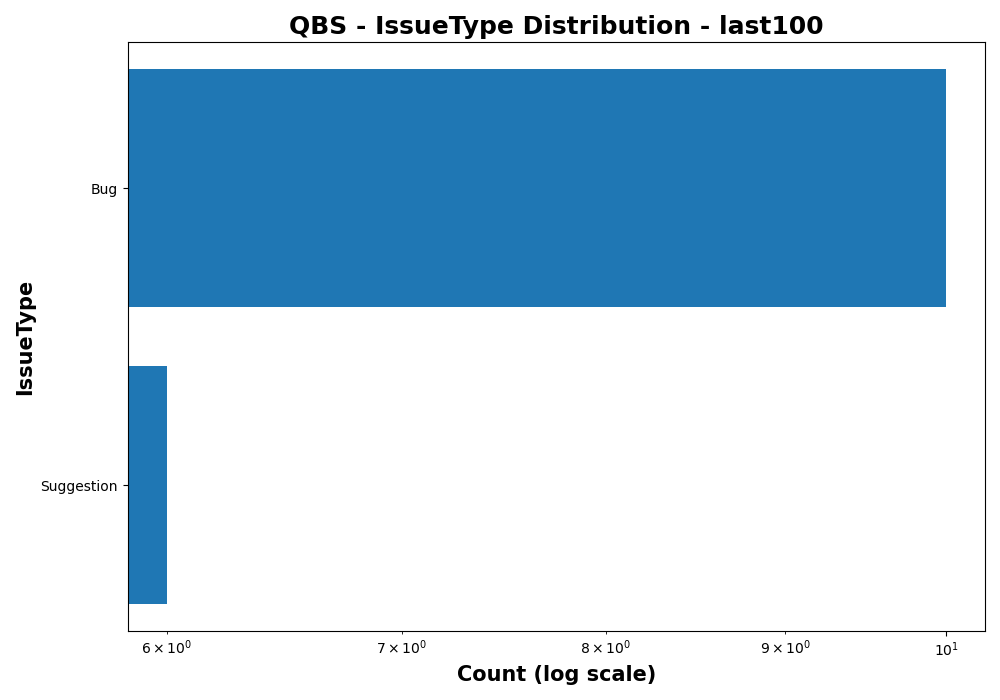 QBS - IssueType Distribution - last100
IssueType
Bug
Suggestion
6 × 10⁰ 7 × 10⁰ 8 × 10⁰ 9 × 10⁰ 10¹
Count (log scale)